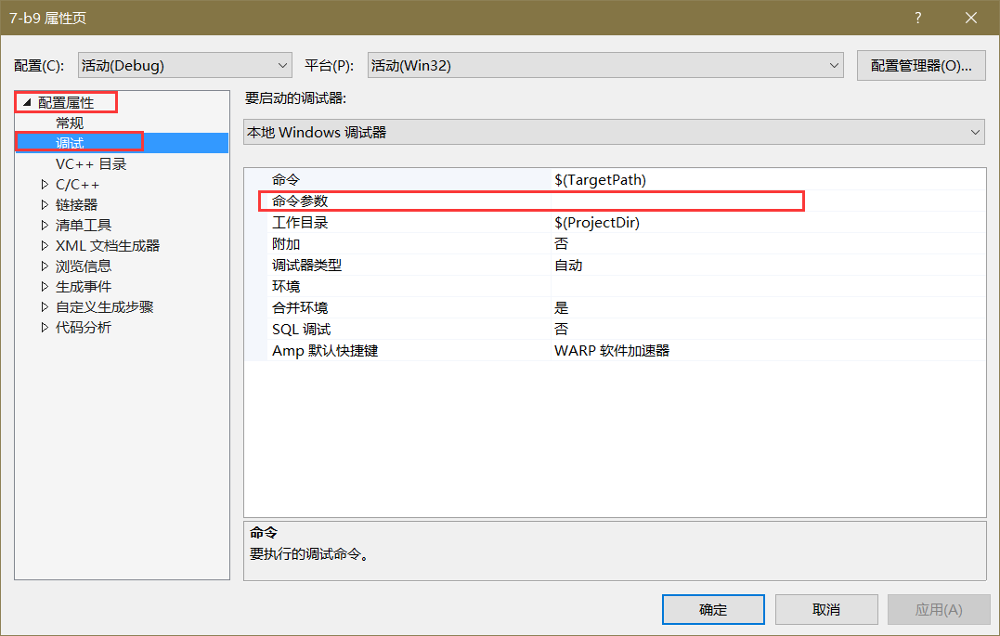 7-b9 属性页
?
配置(C): 活动(Debug) 平台(P): 活动(Win32) 配置管理器(O)...
配置属性
常规
调试
VC++ 目录
C/C++
链接器
清单工具
XML 文档生成器
浏览信息
生成事件
自定义生成步骤
代码分析
要启动的调试器:
本地 Windows 调试器
命令 $(TargetPath)
命令参数
工作目录 $(ProjectDir)
附加 否
调试器类型 自动
环境
合并环境 是
SQL 调试 否
Amp 默认快捷键 WARP 软件加速器
命令
要执行的调试命令。
确定 取消 应用(A)